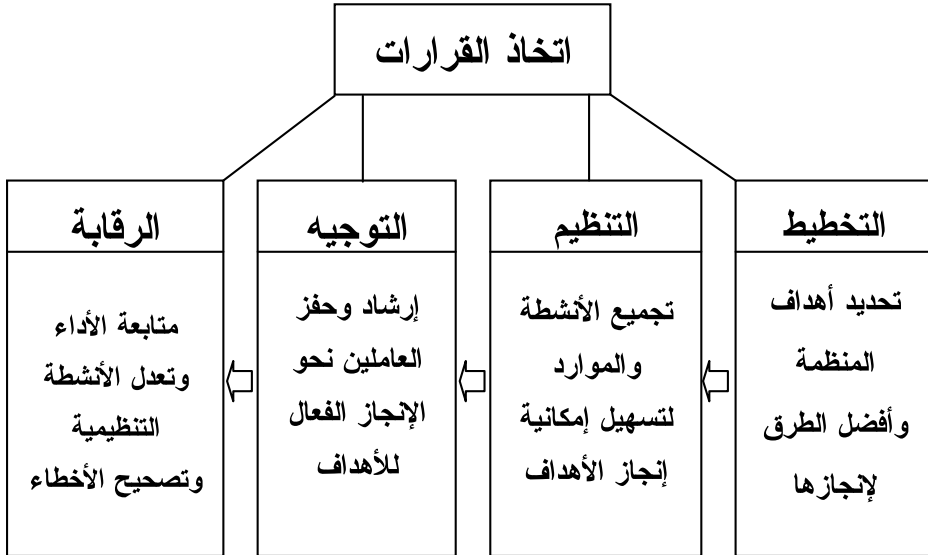 اتخاذ القرارات
التخطيط
تحديد أهداف
المنظمة
وأفضل الطرق
لإنجازها
التنظيم
تجميع الأنشطة
والموارد
لتسهيل إمكانية
إنجاز الأهداف
التوجيه
إرشاد وحفز
العاملين نحو
الإنجاز الفعال
للأهداف
الرقابة
متابعة الأداء
وتعدل الأنشطة
التنظيمية
وتصحيح الأخطاء